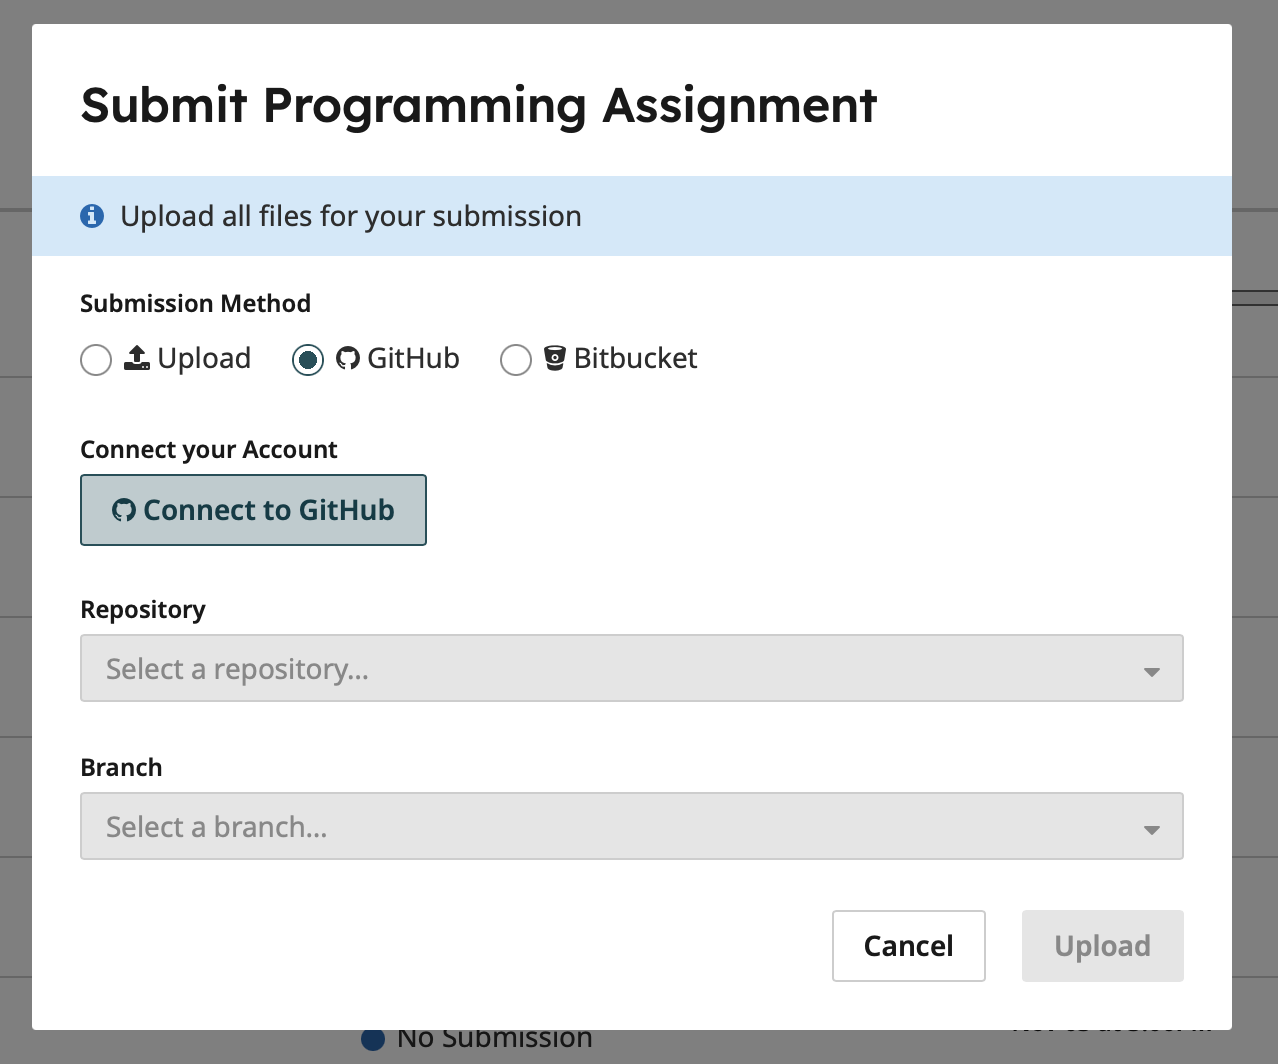 Submit Programming Assignment
Upload all files for your submission
Submission Method
Upload GitHub Bitbucket
Connect your Account
Connect to GitHub
Repository
Select a repository...
Branch
Select a branch...
Cancel Upload
No Submission